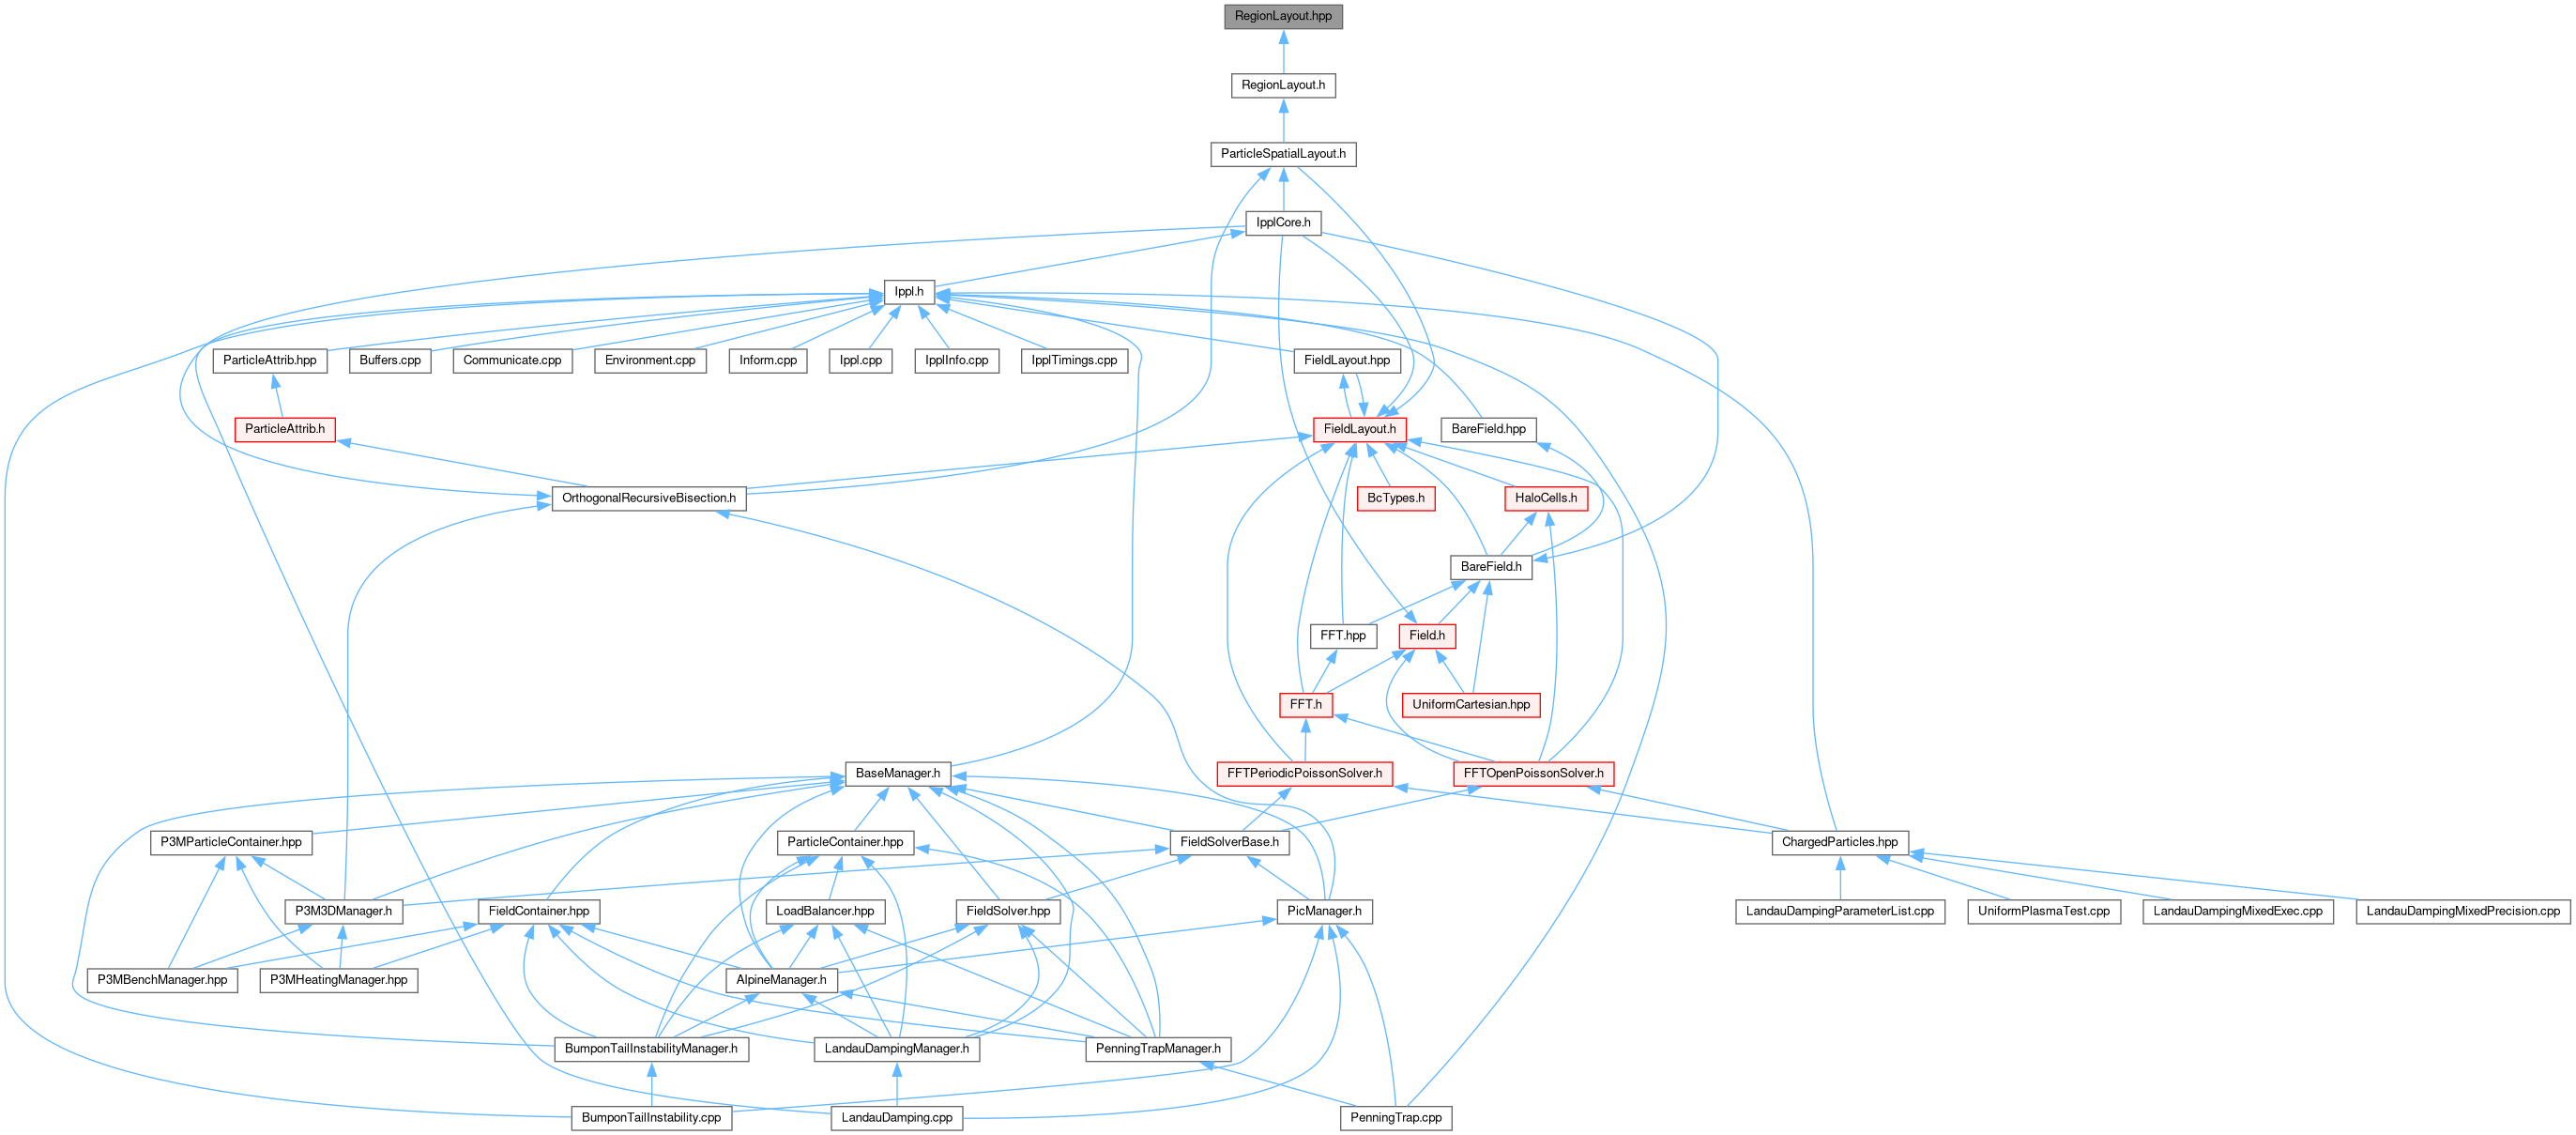 RegionLayout.hpp
RegionLayout.h
ParticleSpatialLayout.h
IpplCore.h
Ippl.h
ParticleAttrib.hpp
Buffers.cpp
Communicate.cpp
Environment.cpp
Inform.cpp
Ippl.cpp
IpplInfo.cpp
IpplTimings.cpp
FieldLayout.hpp
ParticleAttrib.h
FieldLayout.h
BareField.hpp
OrthogonalRecursiveBisection.h
BcTypes.h
HaloCells.h
BareField.h
FFT.hpp
Field.h
FFT.h
UniformCartesian.hpp
BaseManager.h
FFTPeriodicPoissonSolver.h
FFTOpenPoissonSolver.h
P3MParticleContainer.hpp
ParticleContainer.hpp
FieldSolverBase.h
ChargedParticles.hpp
P3M3DManager.h
FieldContainer.hpp
LoadBalancer.hpp
FieldSolver.hpp
PicManager.h
LandauDampingParameterList.cpp
UniformPlasmaTest.cpp
LandauDampingMixedExec.cpp
LandauDampingMixedPrecision.cpp
P3MBenchManager.hpp
P3MHeatingManager.hpp
AlpineManager.h
BumponTailInstabilityManager.h
LandauDampingManager.h
PenningTrapManager.h
BumponTailInstability.cpp
LandauDamping.cpp
PenningTrap.cpp